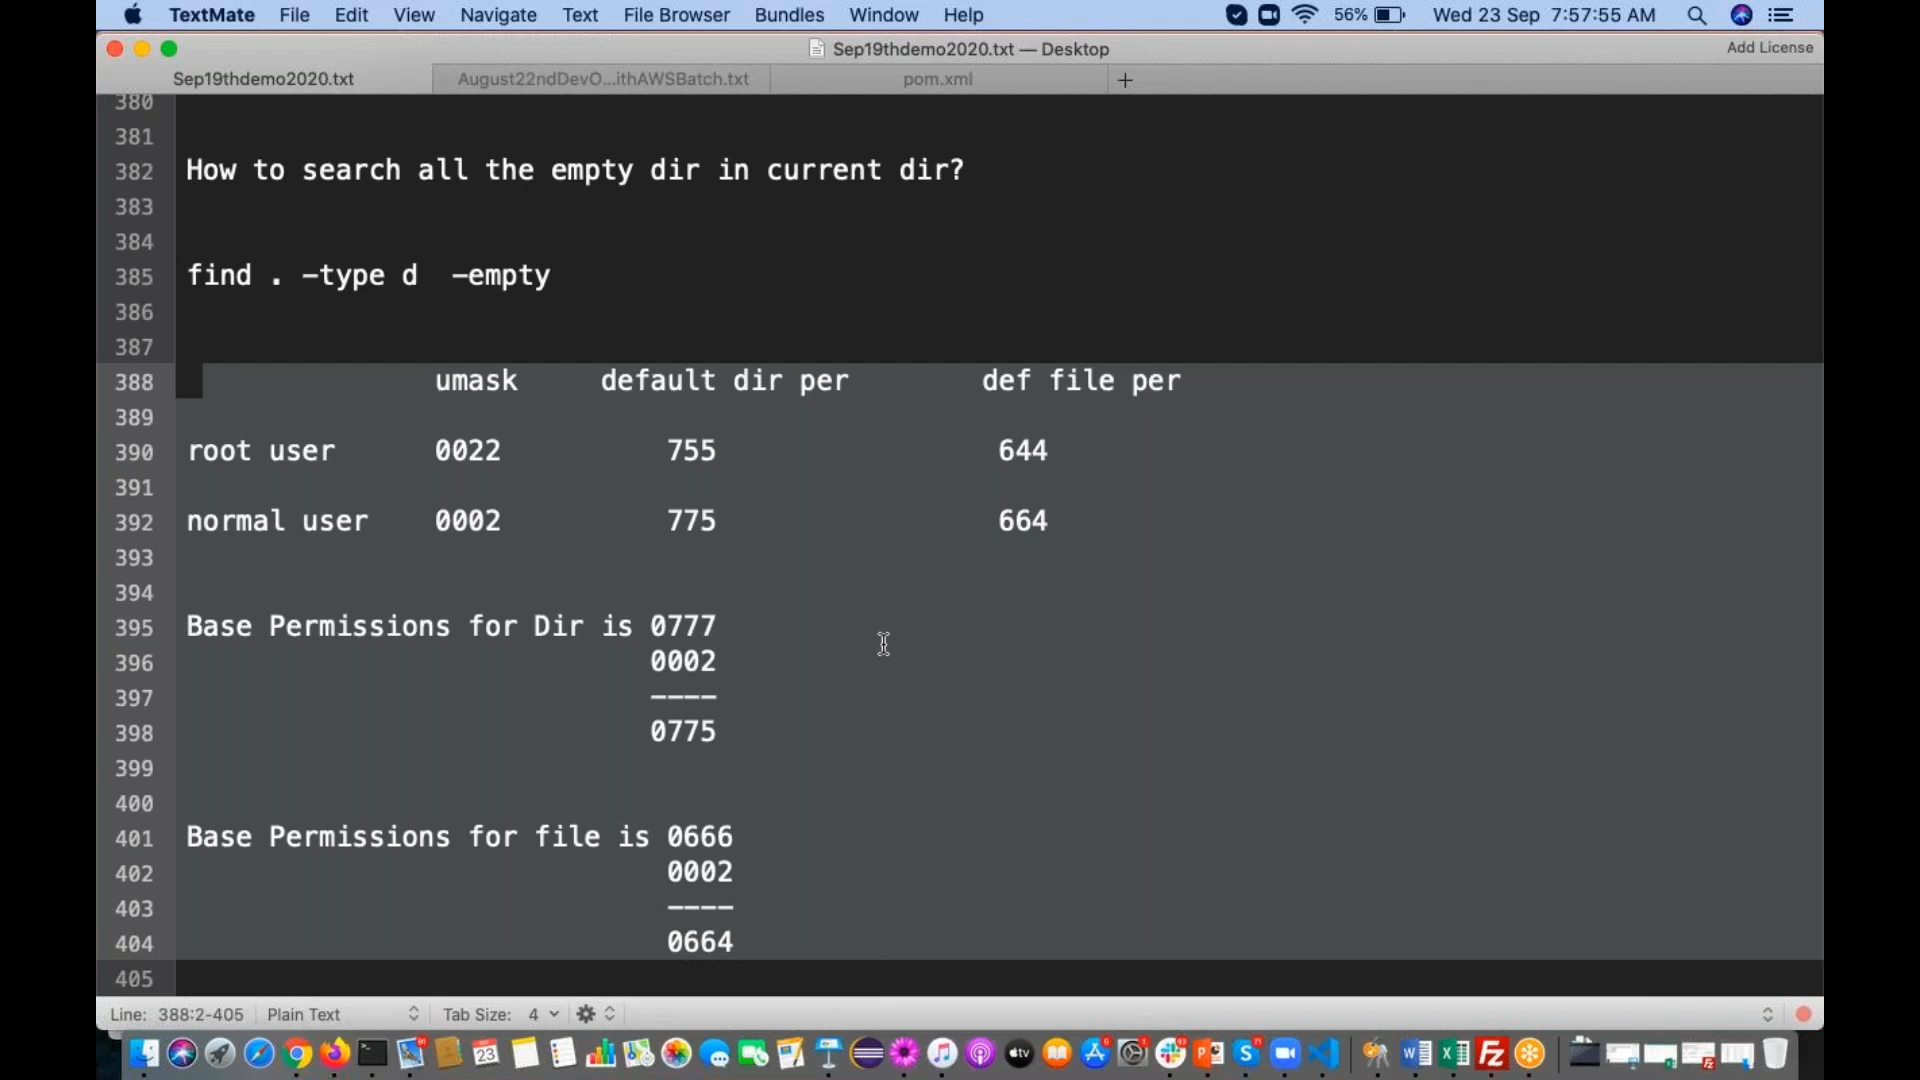 TextMate File Edit View Navigate Text File Browser Bundles Window Help 56% Wed 23 Sep 7:57:55 AM
Sep19thdemo2020.txt — Desktop Add License
Sep19thdemo2020.txt August22ndDevO...ithAWSBatch.txt pom.xml +
380
381
382 How to search all the empty dir in current dir?
383
384
385 find . -type d  -empty
386
387
388 umask default dir per def file per
389
390 root user 0022 755 644
391
392 normal user 0002 775 664
393
394
395 Base Permissions for Dir is 0777
396 0002
397 ----
398 0775
399
400
401 Base Permissions for file is 0666
402 0002
403 ----
404 0664
405
Line: 388:2-405 Plain Text Tab Size: 4
23 tv W X Fz